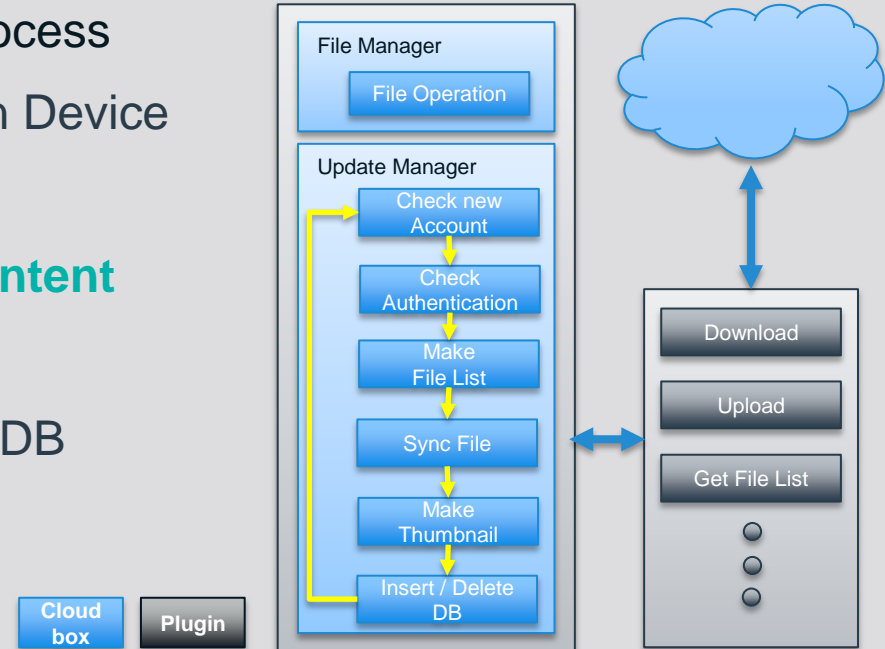 ocess
n Device
ntent
DB
File Manager
File Operation
Update Manager
Check new
Account
Check
Authentication
Make
File List
Sync File
Make
Thumbnail
Insert / Delete
DB
Download
Upload
Get File List
Cloud
box
Plugin